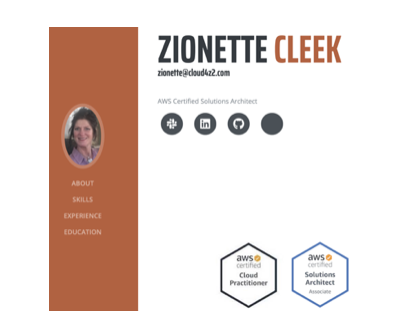 ZIONETTE CLEEK
zionette@cloud4z2.com
AWS Certified Solutions Architect
ABOUT
SKILLS
EXPERIENCE
EDUCATION
in
aws
certified
Cloud
Practitioner
aws
certified
Solutions
Architect
Associate